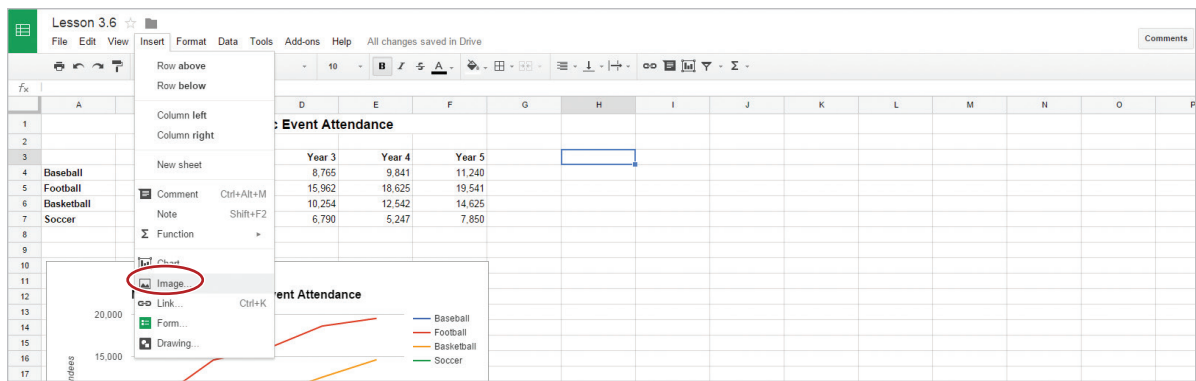 Lesson 3.6
File Edit View Insert Format Data Tools Add-ons Help All changes saved in Drive
Comments
10 B I S A Σ
fx
Row above
Row below
Column left
Column right
New sheet
Comment Ctrl+Alt+M
Note Shift+F2
Σ Function
Chart...
Image...
Link... Ctrl+K
Form...
Drawing...
A D E F G H I J K L M N O P
1 Event Attendance
2
3 Year 3 Year 4 Year 5
4 Baseball 8,765 9,841 11,240
5 Football 15,962 18,625 19,541
6 Basketball 10,254 12,542 14,625
7 Soccer 6,790 5,247 7,850
8
9
10
11
12
13
14
15
16
17
ent Attendance
20,000
15,000
Baseball
Football
Basketball
Soccer